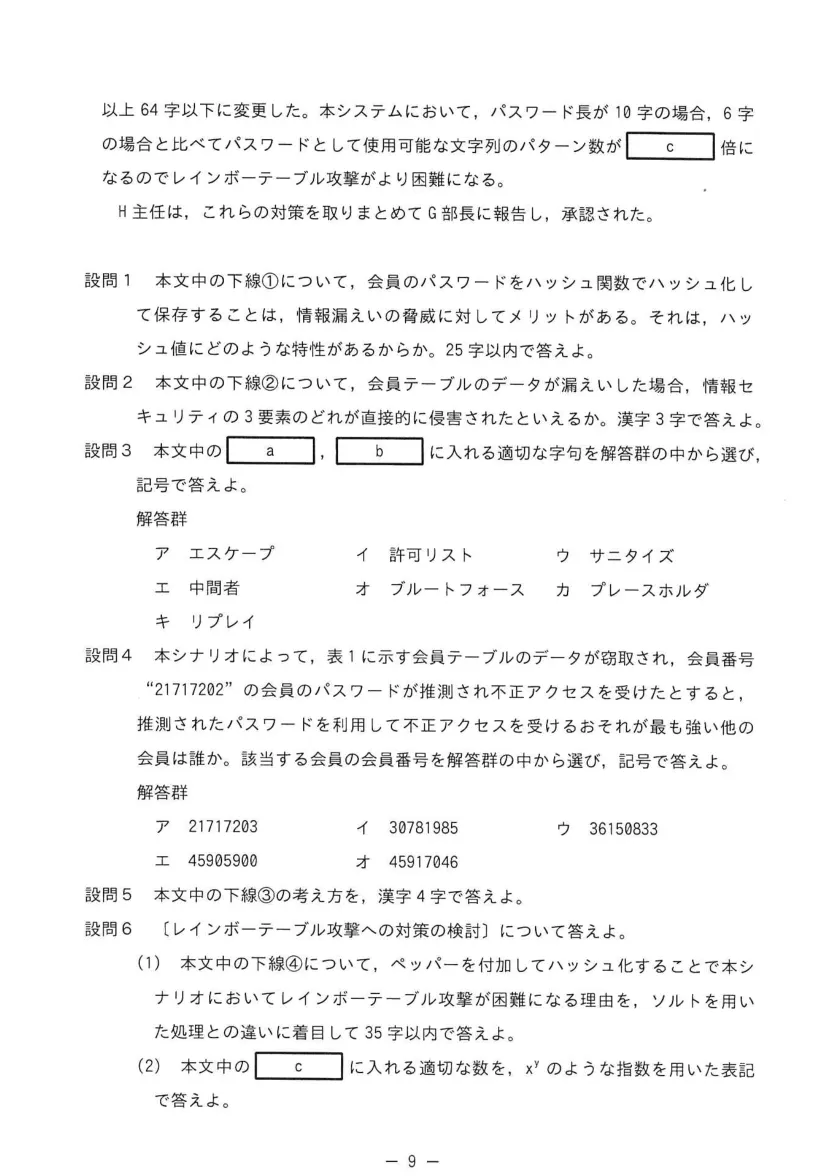 以上 64 字以下に変更した。本システムにおいて，パスワード長が 10 字の場合，6 字
の場合と比べてパスワードとして使用可能な文字列のパターン数が c 倍に
なるのでレインボーテーブル攻撃がより困難になる。
H 主任は，これらの対策を取りまとめて G 部長に報告し，承認された。
設問1 本文中の下線①について，会員のパスワードをハッシュ関数でハッシュ化し
て保存することは，情報漏えいの脅威に対してメリットがある。それは，ハッ
シュ値にどのような特性があるからか。25 字以内で答えよ。
設問2 本文中の下線②について，会員テーブルのデータが漏えいした場合，情報セ
キュリティの 3 要素のどれが直接的に侵害されたといえるか。漢字 3 字で答えよ。
設問3 本文中の a ， b に入れる適切な字句を解答群の中から選び，
記号で答えよ。
解答群
ア エスケープ イ 許可リスト ウ サニタイズ
エ 中間者 オ ブルートフォース カ プレースホルダ
キ リプレイ
設問4 本シナリオによって，表 1 に示す会員テーブルのデータが窃取され，会員番号
“21717202” の会員のパスワードが推測され不正アクセスを受けたとすると，
推測されたパスワードを利用して不正アクセスを受けるおそれが最も強い他の
会員は誰か。該当する会員の会員番号を解答群の中から選び，記号で答えよ。
解答群
ア 21717203 イ 30781985 ウ 36150833
エ 45905900 オ 45917046
設問5 本文中の下線③の考え方を，漢字 4 字で答えよ。
設問6 〔レインボーテーブル攻撃への対策の検討〕について答えよ。
(1) 本文中の下線④について，ペッパーを付加してハッシュ化することで本シ
ナリオにおいてレインボーテーブル攻撃が困難になる理由を，ソルトを用い
た処理との違いに着目して 35 字以内で答えよ。
(2) 本文中の c に入れる適切な数を，xʸ のような指数を用いた表記
で答えよ。
— 9 —